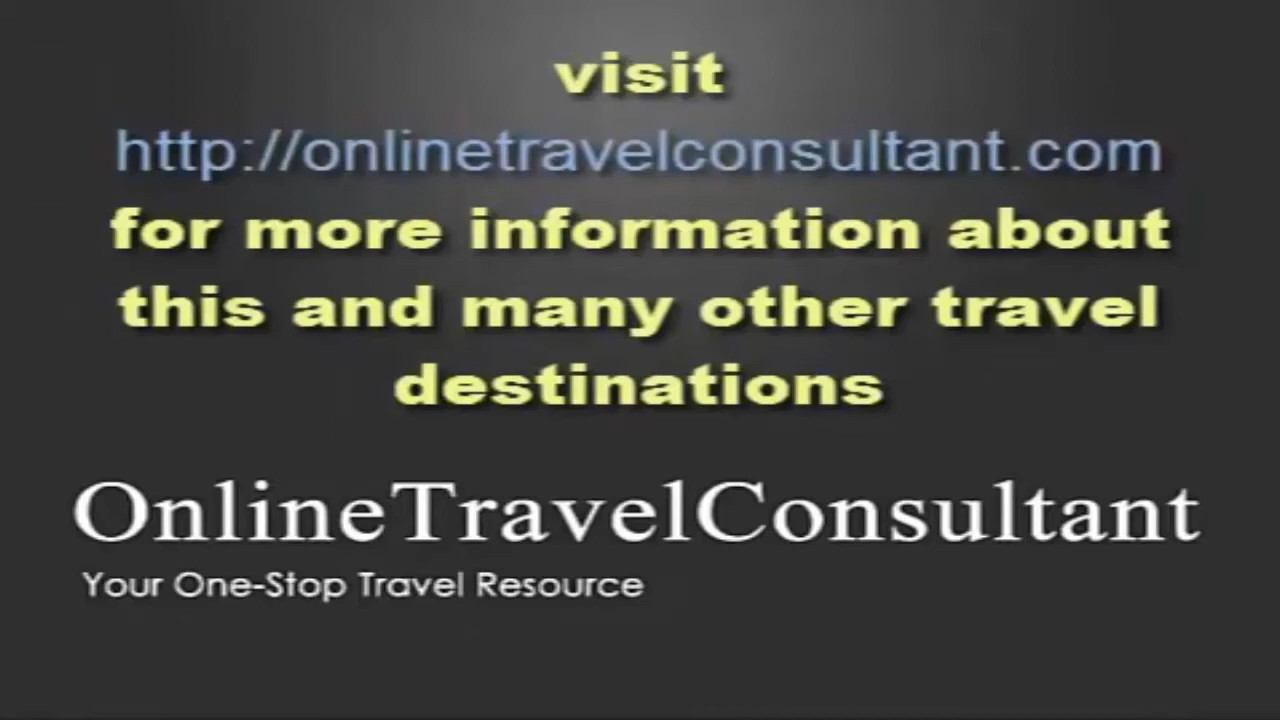 visit
http://onlinetravelconsultant.com
for more information about
this and many other travel
destinations
OnlineTravelConsultant
Your One-Stop Travel Resource